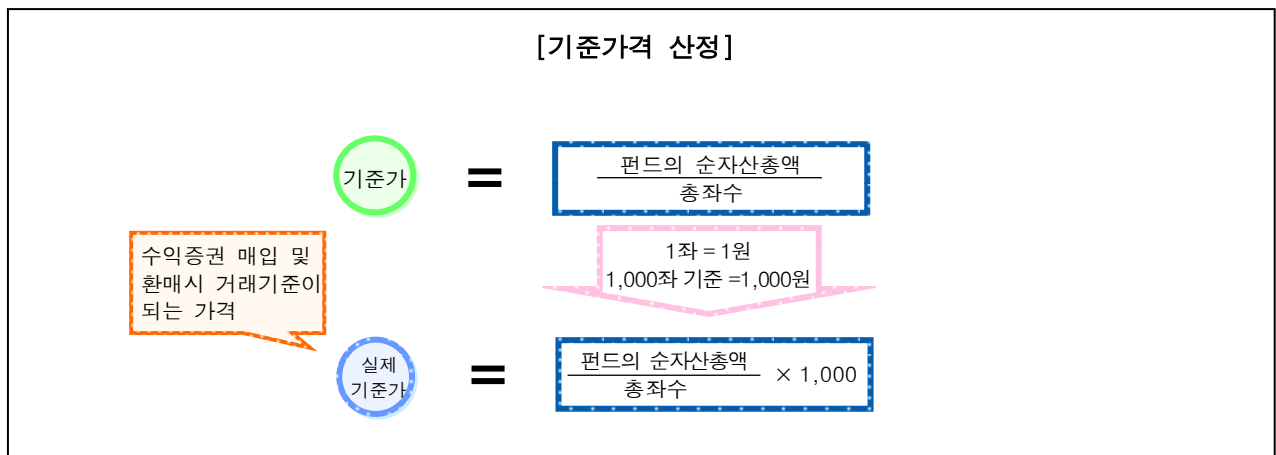 [기준가격 산정]
기준가
=
펀드의 순자산총액
총좌수
수익증권 매입 및
환매시 거래기준이
되는 가격
1좌 = 1원
1,000좌 기준 =1,000원
실제
기준가
=
펀드의 순자산총액
총좌수
× 1,000